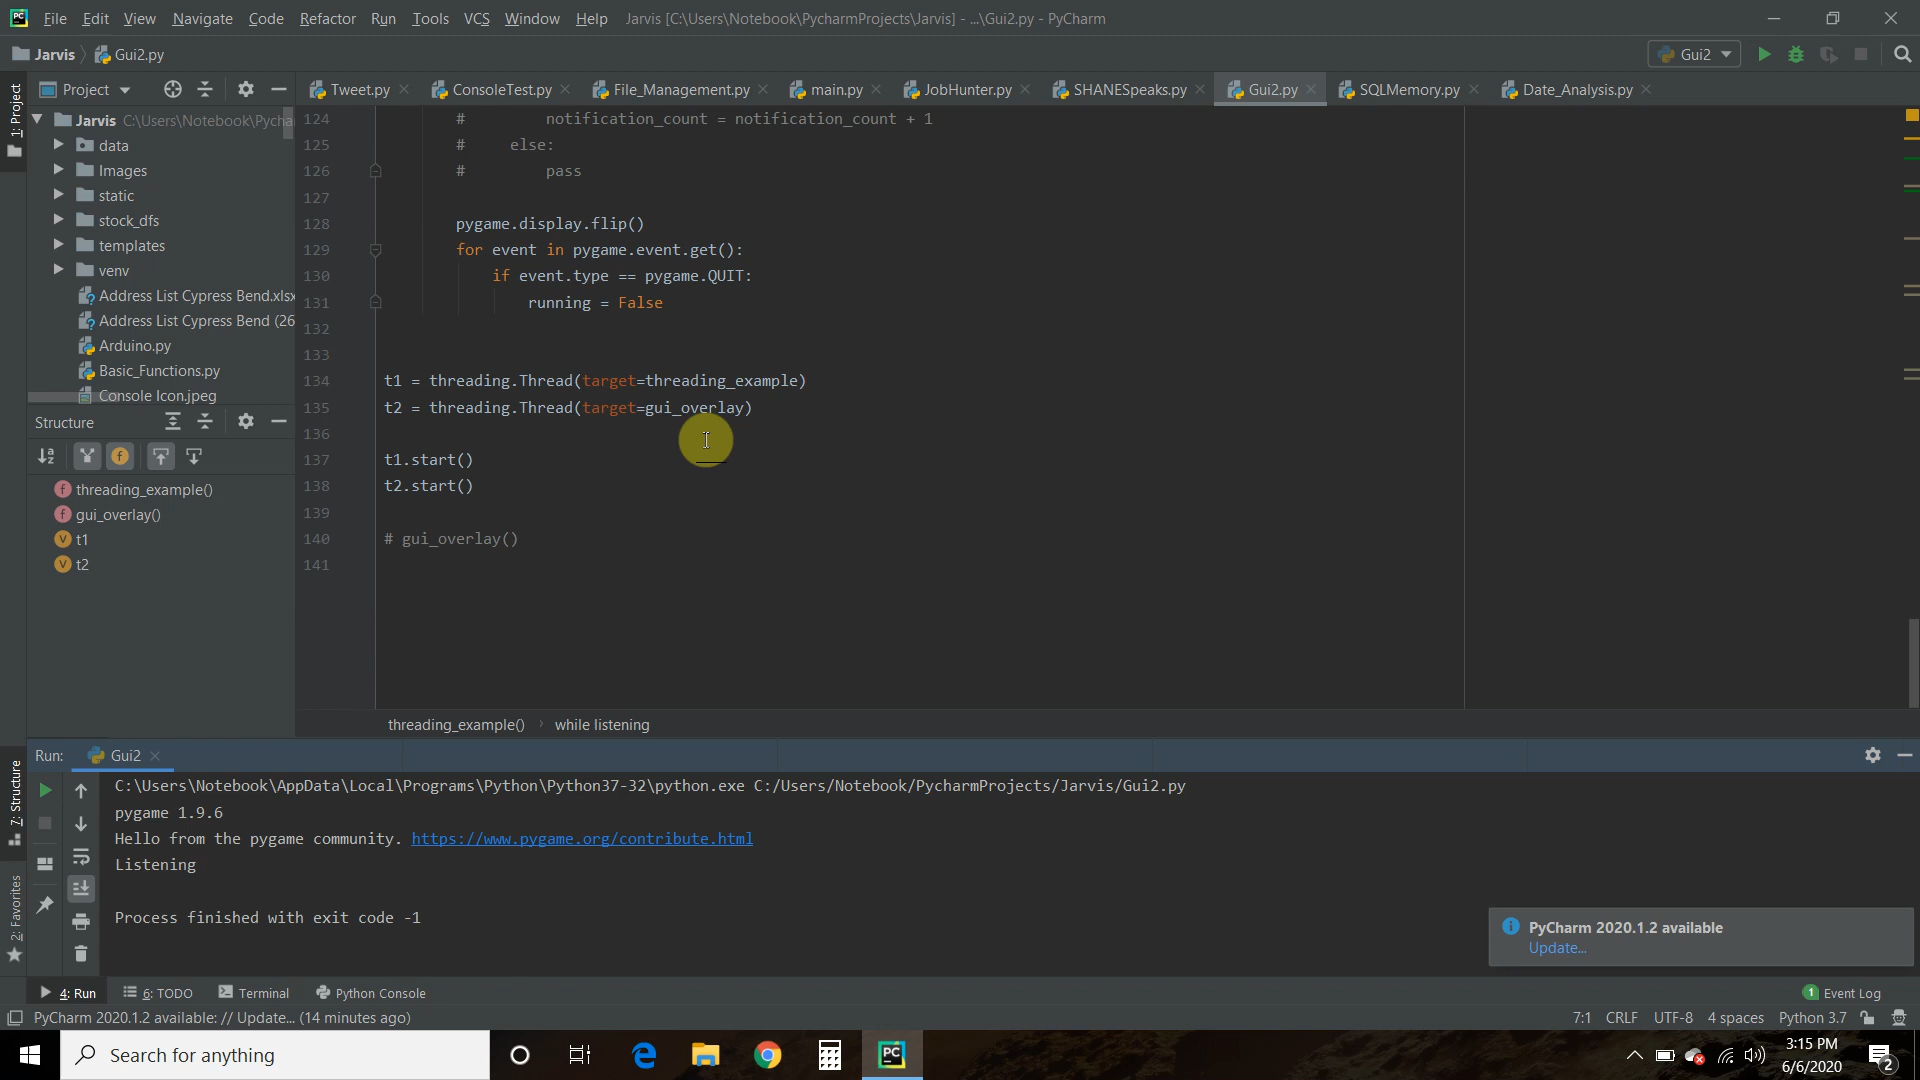 File Edit View Navigate Code Refactor Run Tools VCS Window Help Jarvis [C:\Users\Notebook\PycharmProjects\Jarvis] - ...\Gui2.py - PyCharm
Jarvis Gui2.py Gui2
1: Project
Project Tweet.py ConsoleTest.py File_Management.py main.py JobHunter.py SHANESpeaks.py Gui2.py SQLMemory.py Date_Analysis.py
Jarvis C:\Users\Notebook\Pycha
data
Images
static
stock_dfs
templates
venv
Address List Cypress Bend.xlsx
Address List Cypress Bend (26
Arduino.py
Basic_Functions.py
Console Icon.jpeg
Structure
threading_example()
gui_overlay()
t1
t2
124 # notification_count = notification_count + 1
125 # else:
126 # pass
127
128 pygame.display.flip()
129 for event in pygame.event.get():
130 if event.type == pygame.QUIT:
131 running = False
132
133
134 t1 = threading.Thread(target=threading_example)
135 t2 = threading.Thread(target=gui_overlay)
136
137 t1.start()
138 t2.start()
139
140 # gui_overlay()
141
threading_example() › while listening
7: Structure
2: Favorites
Run: Gui2
C:\Users\Notebook\AppData\Local\Programs\Python\Python37-32\python.exe C:/Users/Notebook/PycharmProjects/Jarvis/Gui2.py
pygame 1.9.6
Hello from the pygame community. https://www.pygame.org/contribute.html
Listening
Process finished with exit code -1
PyCharm 2020.1.2 available
Update...
4: Run 6: TODO Terminal Python Console 1 Event Log
PyCharm 2020.1.2 available: // Update... (14 minutes ago) 7:1 CRLF UTF-8 4 spaces Python 3.7
Search for anything
3:15 PM
6/6/2020
2